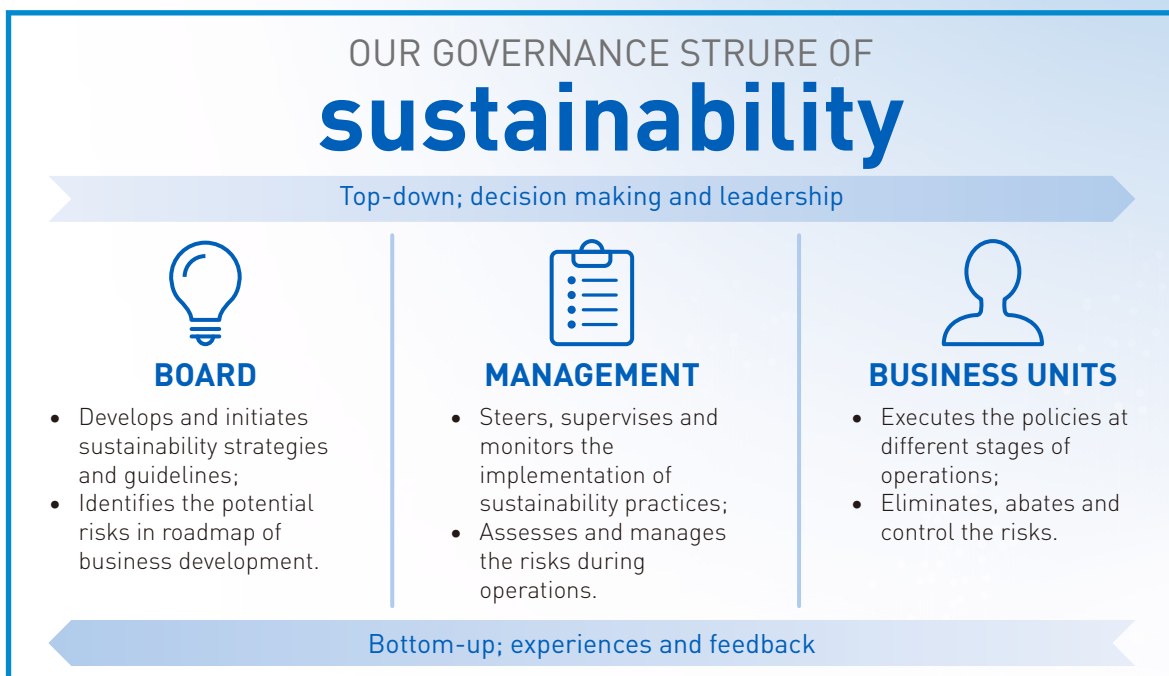 OUR GOVERNANCE STRURE OF
sustainability
Top-down; decision making and leadership
BOARD
• Develops and initiates
sustainability strategies
and guidelines;
• Identifies the potential
risks in roadmap of
business development.
MANAGEMENT
• Steers, supervises and
monitors the
implementation of
sustainability practices;
• Assesses and manages
the risks during
operations.
BUSINESS UNITS
• Executes the policies at
different stages of
operations;
• Eliminates, abates and
control the risks.
Bottom-up; experiences and feedback